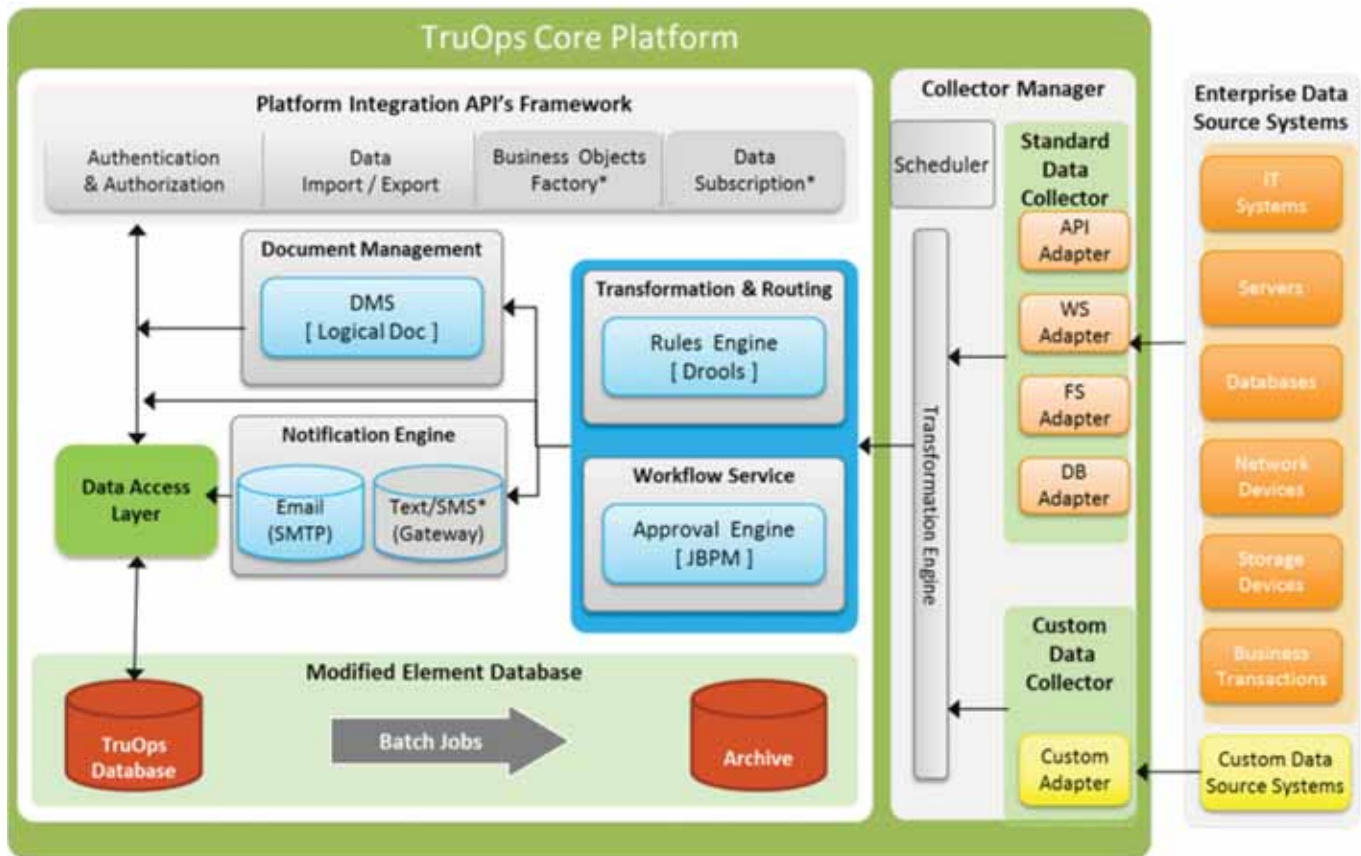 TruOps Core Platform
Platform Integration API's Framework
Authentication
& Authorization
Data
Import / Export
Business Objects
Factory*
Data
Subscription*
Document Management
DMS
[ Logical Doc ]
Transformation & Routing
Rules Engine
[ Drools ]
Notification Engine
Email
(SMTP)
Text/SMS*
(Gateway)
Data Access
Layer
Workflow Service
Approval Engine
[ JBPM ]
Modified Element Database
TruOps
Database
Batch Jobs
Archive
Collector Manager
Scheduler
Transformation Engine
Standard
Data
Collector
API
Adapter
WS
Adapter
FS
Adapter
DB
Adapter
Custom
Data
Collector
Custom
Adapter
Enterprise Data
Source Systems
IT
Systems
Servers
Databases
Network
Devices
Storage
Devices
Business
Transactions
Custom Data
Source Systems